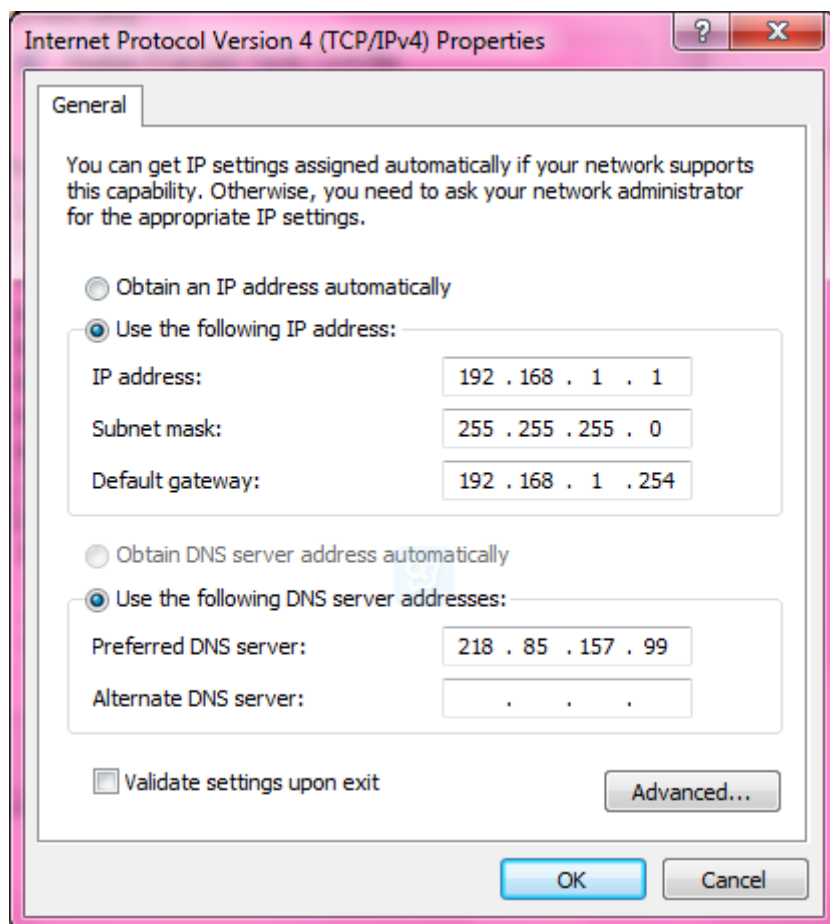 Internet Protocol Version 4 (TCP/IPv4) Properties
?
X
General
You can get IP settings assigned automatically if your network supports
this capability. Otherwise, you need to ask your network administrator
for the appropriate IP settings.
Obtain an IP address automatically
Use the following IP address:
IP address: 192 . 168 . 1 . 1
Subnet mask: 255 . 255 . 255 . 0
Default gateway: 192 . 168 . 1 . 254
Obtain DNS server address automatically
Use the following DNS server addresses:
Preferred DNS server: 218 . 85 . 157 . 99
Alternate DNS server: . . .
Validate settings upon exit
Advanced...
OK Cancel